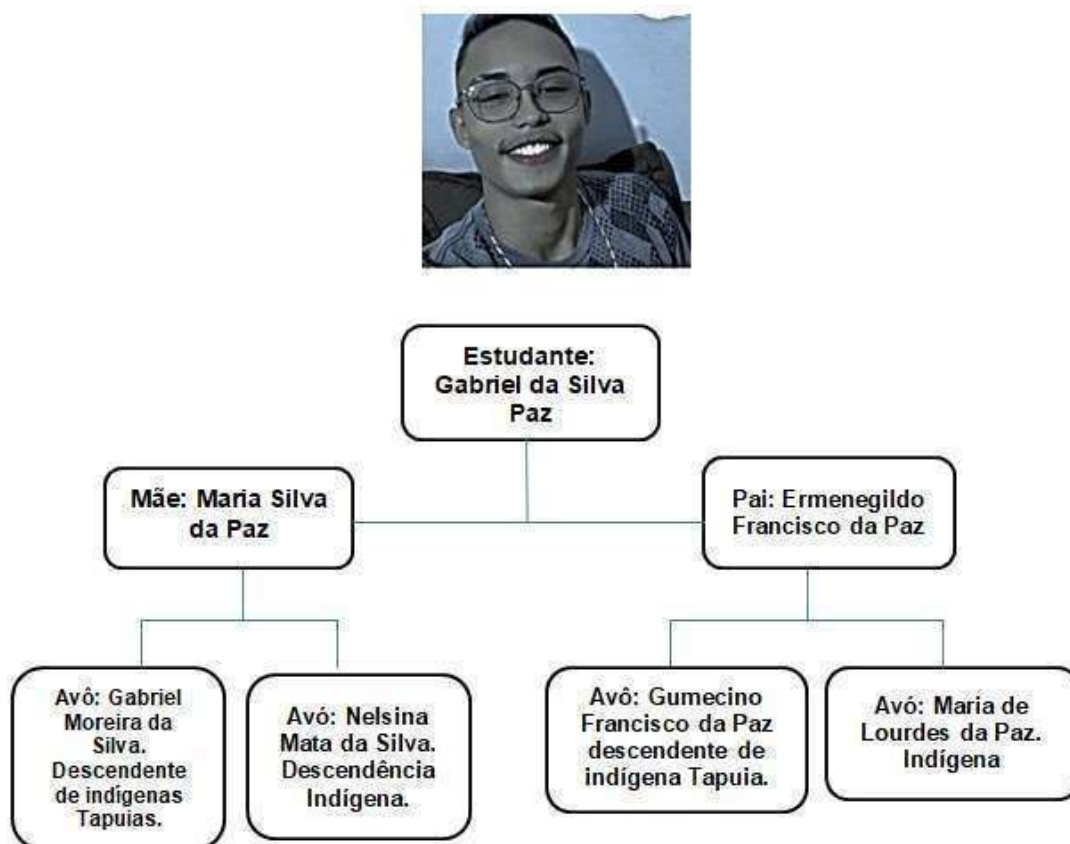 Estudante:
Gabriel da Silva
Paz
Mãe: Maria Silva
da Paz
Pai: Ermenegildo
Francisco da Paz
Avô: Gabriel
Moreira da
Silva.
Descendente
de indígenas
Tapuias.
Avó: Nelsina
Mata da Silva.
Descendência
Indígena.
Avô: Gumecino
Francisco da Paz
descendente de
indígena Tapuia.
Avó: Maria de
Lourdes da Paz.
Indígena